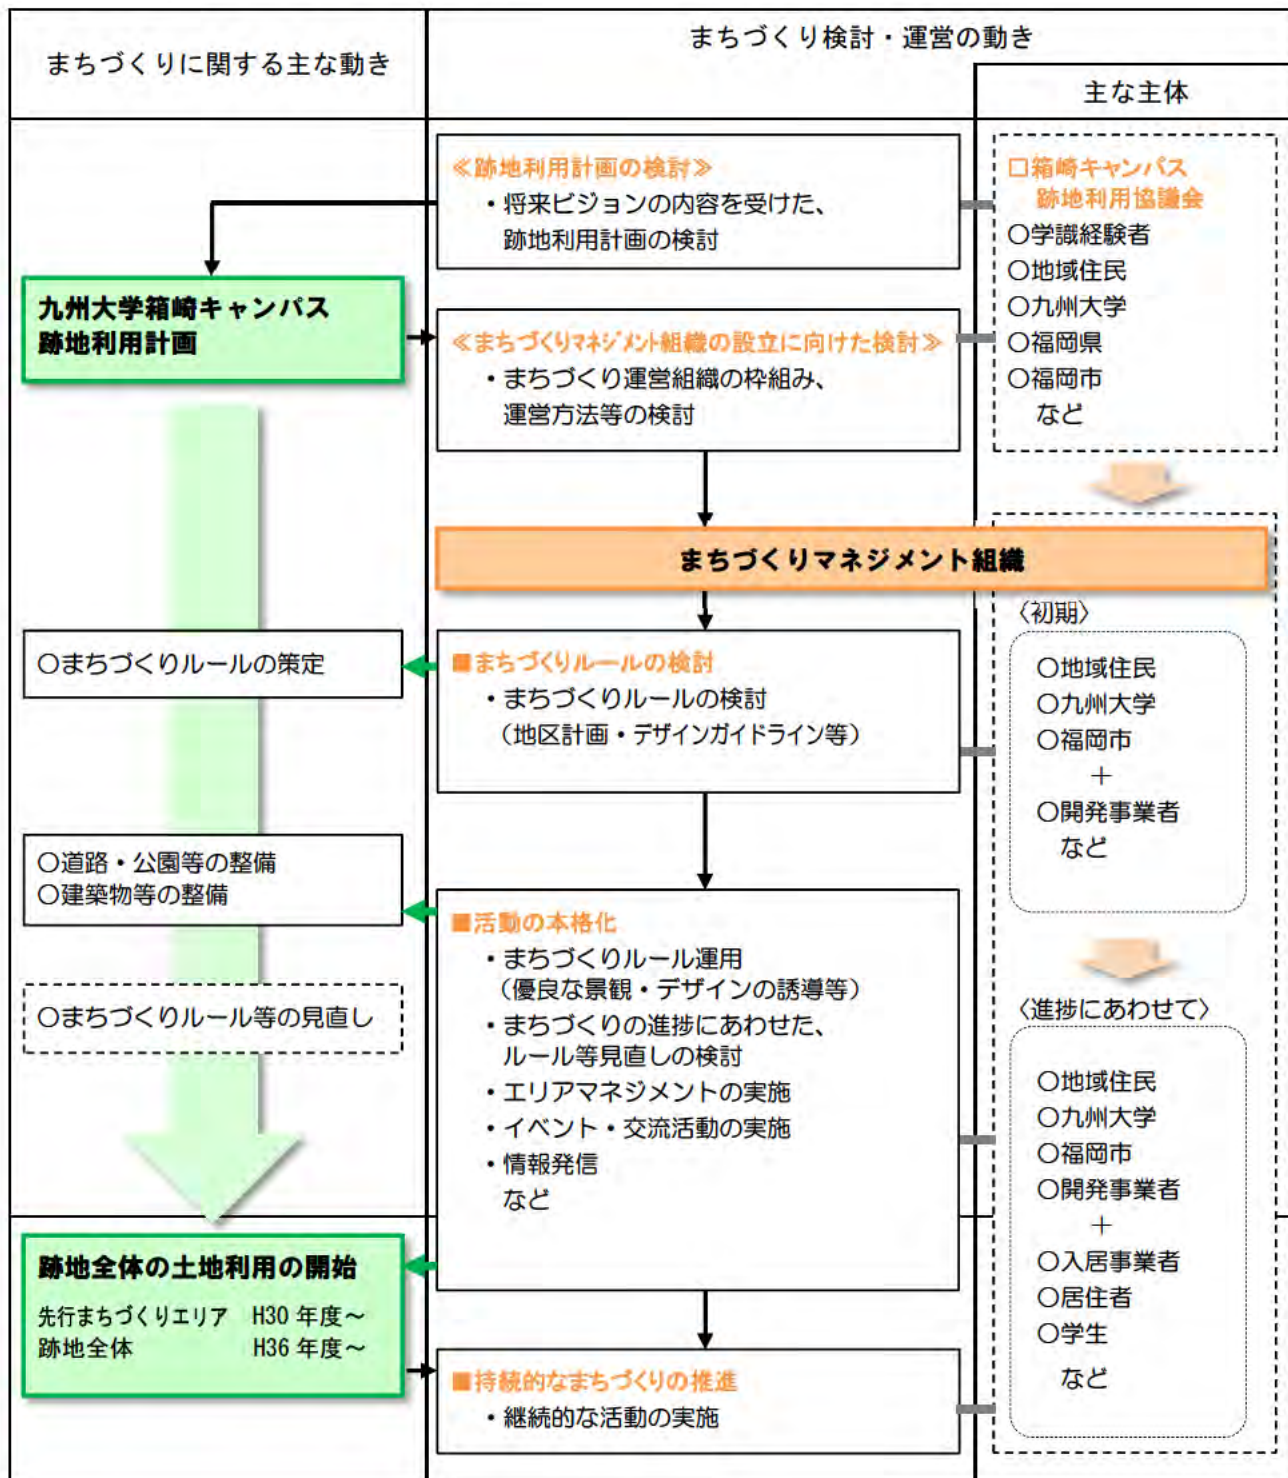 まちづくりに関する主な動き
まちづくり検討・運営の動き
主な主体
≪跡地利用計画の検討≫
・将来ビジョンの内容を受けた、
跡地利用計画の検討
□箱崎キャンパス
跡地利用協議会
○学識経験者
○地域住民
○九州大学
○福岡県
○福岡市
など
九州大学箱崎キャンパス
跡地利用計画
≪まちづくりマネジメント組織の設立に向けた検討≫
・まちづくり運営組織の枠組み、
運営方法等の検討
まちづくりマネジメント組織
〈初期〉
○地域住民
○九州大学
○福岡市
＋
○開発事業者
など
○まちづくりルールの策定
■まちづくりルールの検討
・まちづくりルールの検討
（地区計画・デザインガイドライン等）
○道路・公園等の整備
○建築物等の整備
○まちづくりルール等の見直し
■活動の本格化
・まちづくりルール運用
（優良な景観・デザインの誘導等）
・まちづくりの進捗にあわせた、
ルール等見直しの検討
・エリアマネジメントの実施
・イベント・交流活動の実施
・情報発信
など
〈進捗にあわせて〉
○地域住民
○九州大学
○福岡市
○開発事業者
＋
○入居事業者
○居住者
○学生
など
跡地全体の土地利用の開始
先行まちづくりエリア H30 年度～
跡地全体 H36 年度～
■持続的なまちづくりの推進
・継続的な活動の実施